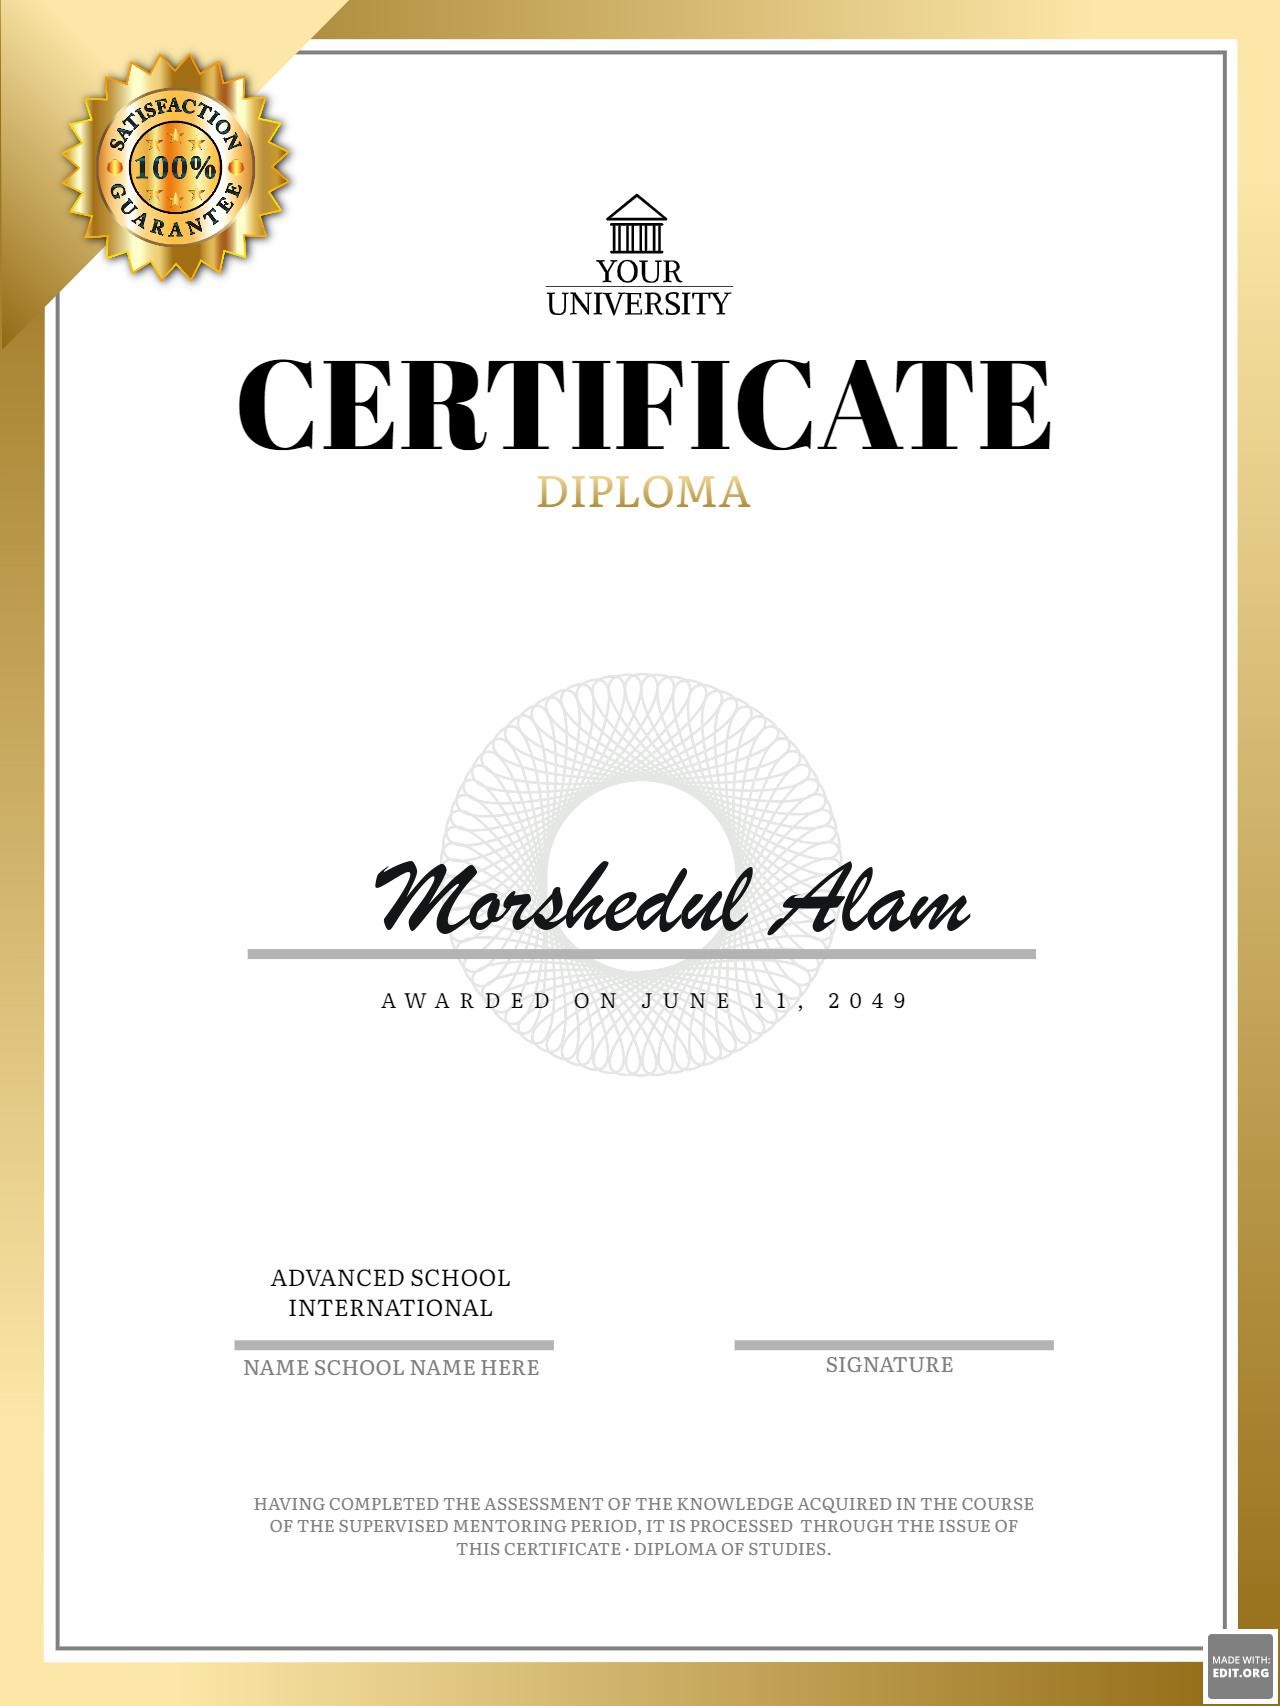 SATISFACTION
100%
GUARANTEE
YOUR
UNIVERSITY
CERTIFICATE
DIPLOMA
Morshedul Alam
AWARDED ON JUNE 11, 2049
ADVANCED SCHOOL
INTERNATIONAL
NAME SCHOOL NAME HERE
SIGNATURE
HAVING COMPLETED THE ASSESSMENT OF THE KNOWLEDGE ACQUIRED IN THE COURSE
OF THE SUPERVISED MENTORING PERIOD, IT IS PROCESSED  THROUGH THE ISSUE OF
THIS CERTIFICATE · DIPLOMA OF STUDIES.
MADE WITH:
EDIT.ORG